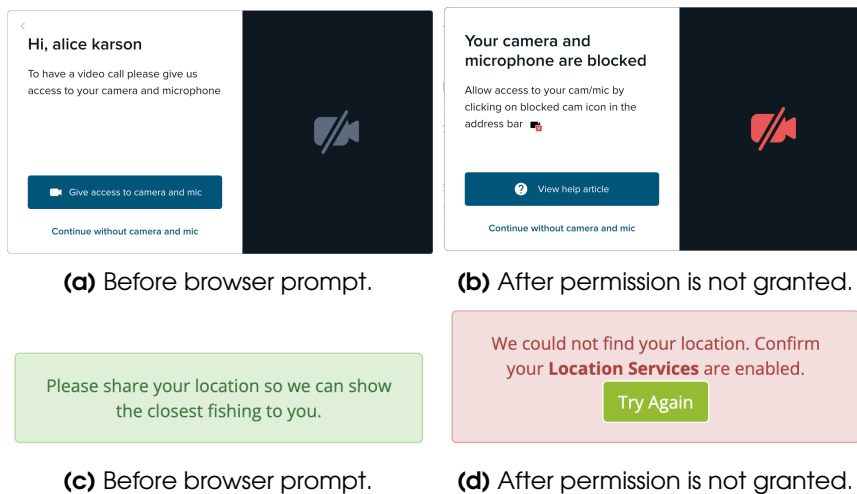 Hi, alice karson
To have a video call please give us
access to your camera and microphone
Give access to camera and mic
Continue without camera and mic
Your camera and
microphone are blocked
Allow access to your cam/mic by
clicking on blocked cam icon in the
address bar
View help article
Continue without camera and mic
(a) Before browser prompt.
(b) After permission is not granted.
Please share your location so we can show
the closest fishing to you.
We could not find your location. Confirm
your Location Services are enabled.
Try Again
(c) Before browser prompt.
(d) After permission is not granted.